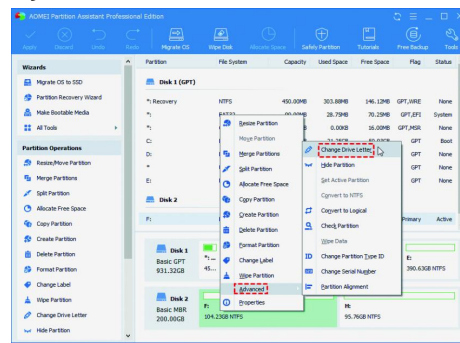 AOMEI Partition Assistant Professional Edition
Apply Discard Undo Redo Migrate OS Wipe Disk Allocate Space Safely Partition Tutorials Free Backup Tools
Wizards
Migrate OS to SSD
Partition Recovery Wizard
Make Bootable Media
All Tools
Partition Operations
Resize/Move Partition
Merge Partitions
Split Partition
Allocate Free Space
Copy Partition
Create Partition
Delete Partition
Format Partition
Change Label
Wipe Partition
Change Drive Letter
Hide Partition
Partition File System Capacity Used Space Free Space Flag Status
Disk 1 (GPT)
*: Recovery NTFS 450.00MB 303.88MB 146.12MB GPT,WRE None
*: FAT32 28.75MB 70.25MB GPT,EFI System
*: 0.00KB 16.00MB GPT,MSR None
C: GPT Boot
D: GPT None
*: GPT None
E: GPT None
Disk 2
F: Primary Active
Resize Partition
Move Partition
Merge Partitions
Split Partition
Allocate Free Space
Copy Partition
Create Partition
Delete Partition
Format Partition
Change Label
Wipe Partition
Advanced
Properties
Change Drive Letter
Hide Partition
Set Active Partition
Convert to NTFS
Convert to Logical
Check Partition
Wipe Data
Change Partition Type ID
Change Serial Number
Partition Alignment
Disk 1
Basic GPT
931.32GB
*:...
45...
E:
390.63GB NTFS
Disk 2
Basic MBR
200.00GB
F:
104.23GB NTFS
H:
95.76GB NTFS